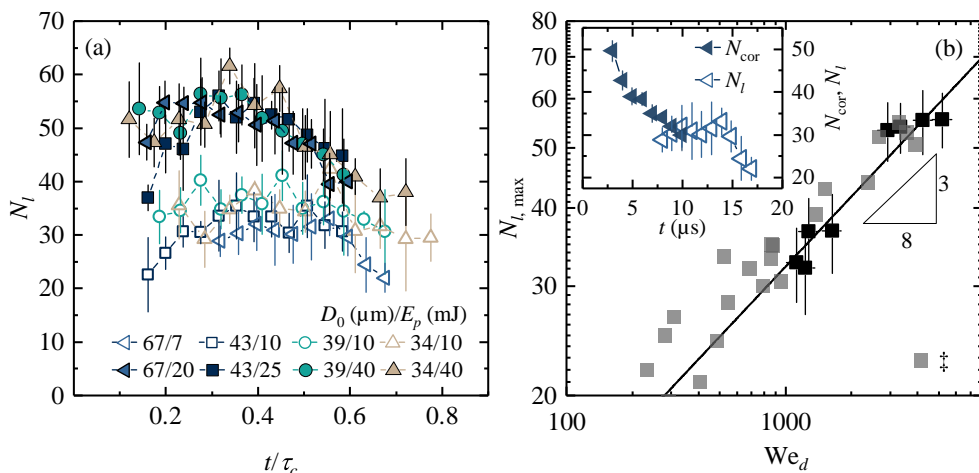 (a)
N_l
70
60
50
40
30
20
10
0
0.2 0.4 0.6 0.8
t/τ_c
D_0 (μm)/E_p (mJ)
67/7 43/10 39/10 34/10
67/20 43/25 39/40 34/40
(b)
N_l, max
80
70
60
50
40
30
20
100 1000
We_d
3
8
‡
N_cor
N_l
50
40
30
20
N_cor, N_l
0 5 10 15 20
t (μs)